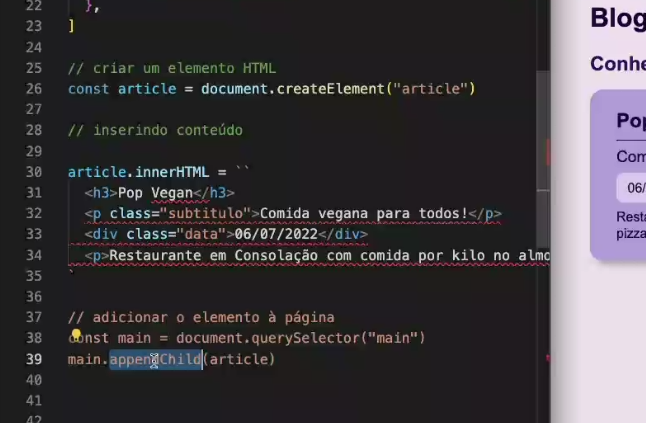 22 },
23 ]
24
25 // criar um elemento HTML
26 const article = document.createElement("article")
27
28 // inserindo conteúdo
29
30 article.innerHTML = ``
31 <h3>Pop Vegan</h3>
32 <p class="subtitulo">Comida vegana para todos!</p>
33 <div class="data">06/07/2022</div>
34 <p>Restaurante em Consolação com comida por kilo no almo
35 `
36
37 // adicionar o elemento à página
38 const main = document.querySelector("main")
39 main.appendChild(article)
40
41
42
Blog
Conhe
Pop
Com
06/
Resta
pizza